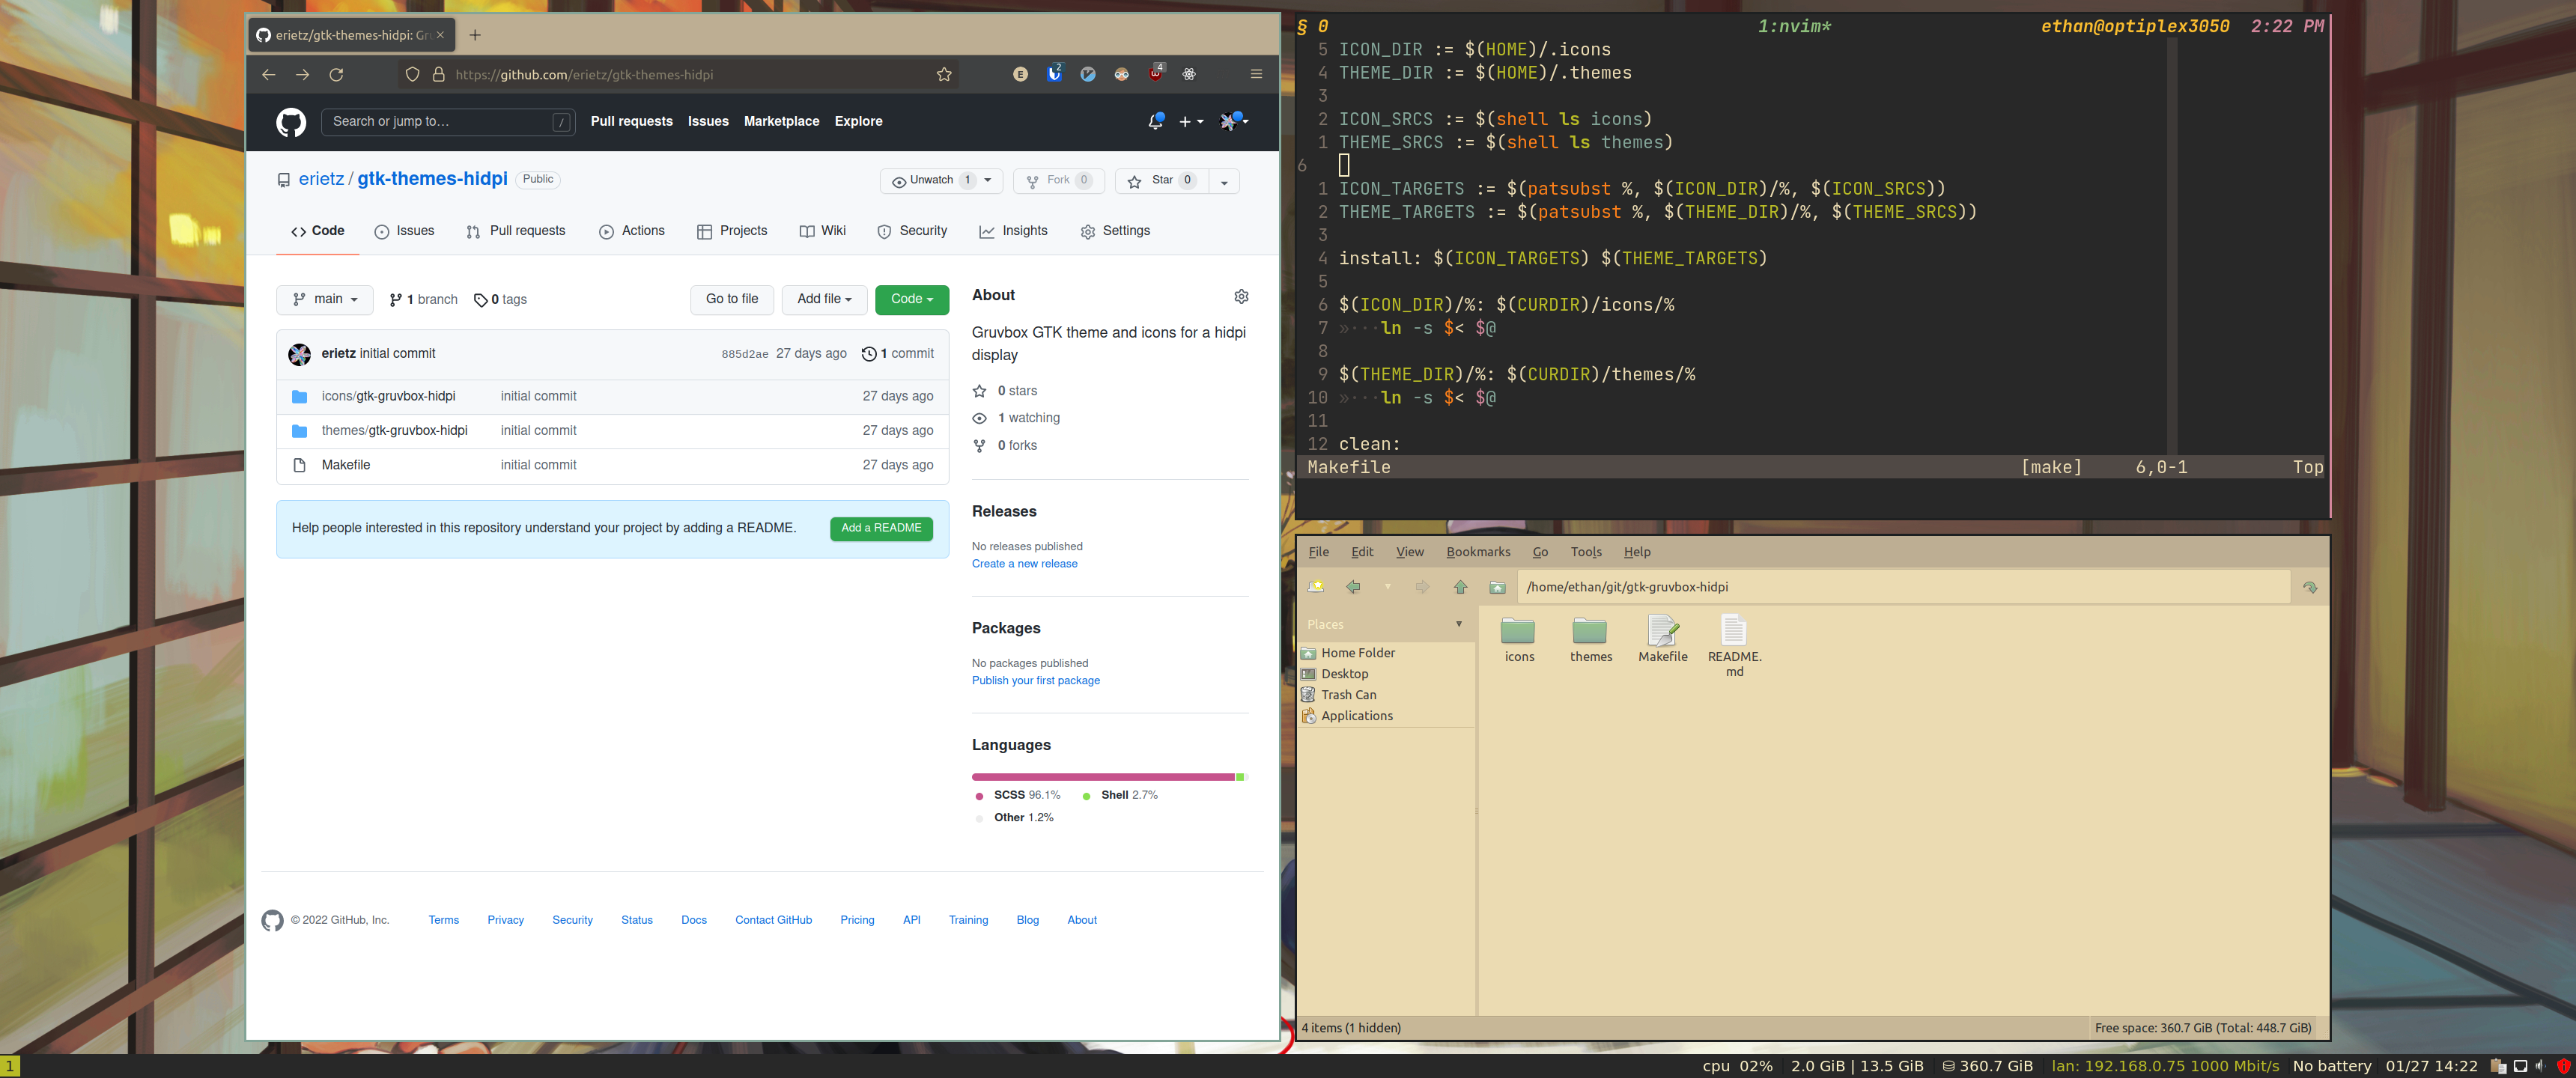 erietz/gtk-themes-hidpi: Gr
https://github.com/erietz/gtk-themes-hidpi
E
2
4
Search or jump to…
/
Pull requests Issues Marketplace Explore
erietz / gtk-themes-hidpi Public
Unwatch 1
Fork 0
Star 0
Code Issues Pull requests Actions Projects Wiki Security Insights Settings
main 1 branch 0 tags
Go to file Add file Code
erietz initial commit 885d2ae 27 days ago 1 commit
icons/gtk-gruvbox-hidpi initial commit 27 days ago
themes/gtk-gruvbox-hidpi initial commit 27 days ago
Makefile initial commit 27 days ago
Help people interested in this repository understand your project by adding a README. Add a README
About
Gruvbox GTK theme and icons for a hidpi
display
0 stars
1 watching
0 forks
Releases
No releases published
Create a new release
Packages
No packages published
Publish your first package
Languages
SCSS 96.1% Shell 2.7%
Other 1.2%
© 2022 GitHub, Inc. Terms Privacy Security Status Docs Contact GitHub Pricing API Training Blog About
§ 0 1:nvim* ethan@optiplex3050 2:22 PM
5 ICON_DIR := $(HOME)/.icons
4 THEME_DIR := $(HOME)/.themes
3
2 ICON_SRCS := $(shell ls icons)
1 THEME_SRCS := $(shell ls themes)
6
1 ICON_TARGETS := $(patsubst %, $(ICON_DIR)/%, $(ICON_SRCS))
2 THEME_TARGETS := $(patsubst %, $(THEME_DIR)/%, $(THEME_SRCS))
3
4 install: $(ICON_TARGETS) $(THEME_TARGETS)
5
6 $(ICON_DIR)/%: $(CURDIR)/icons/%
7 »···ln -s $< $@
8
9 $(THEME_DIR)/%: $(CURDIR)/themes/%
10 »···ln -s $< $@
11
12 clean:
Makefile [make] 6,0-1 Top
File Edit View Bookmarks Go Tools Help
/home/ethan/git/gtk-gruvbox-hidpi
Places
Home Folder
Desktop
Trash Can
Applications
icons themes Makefile README.
md
4 items (1 hidden) Free space: 360.7 GiB (Total: 448.7 GiB)
1 cpu 02% 2.0 GiB | 13.5 GiB 360.7 GiB lan: 192.168.0.75 1000 Mbit/s No battery 01/27 14:22